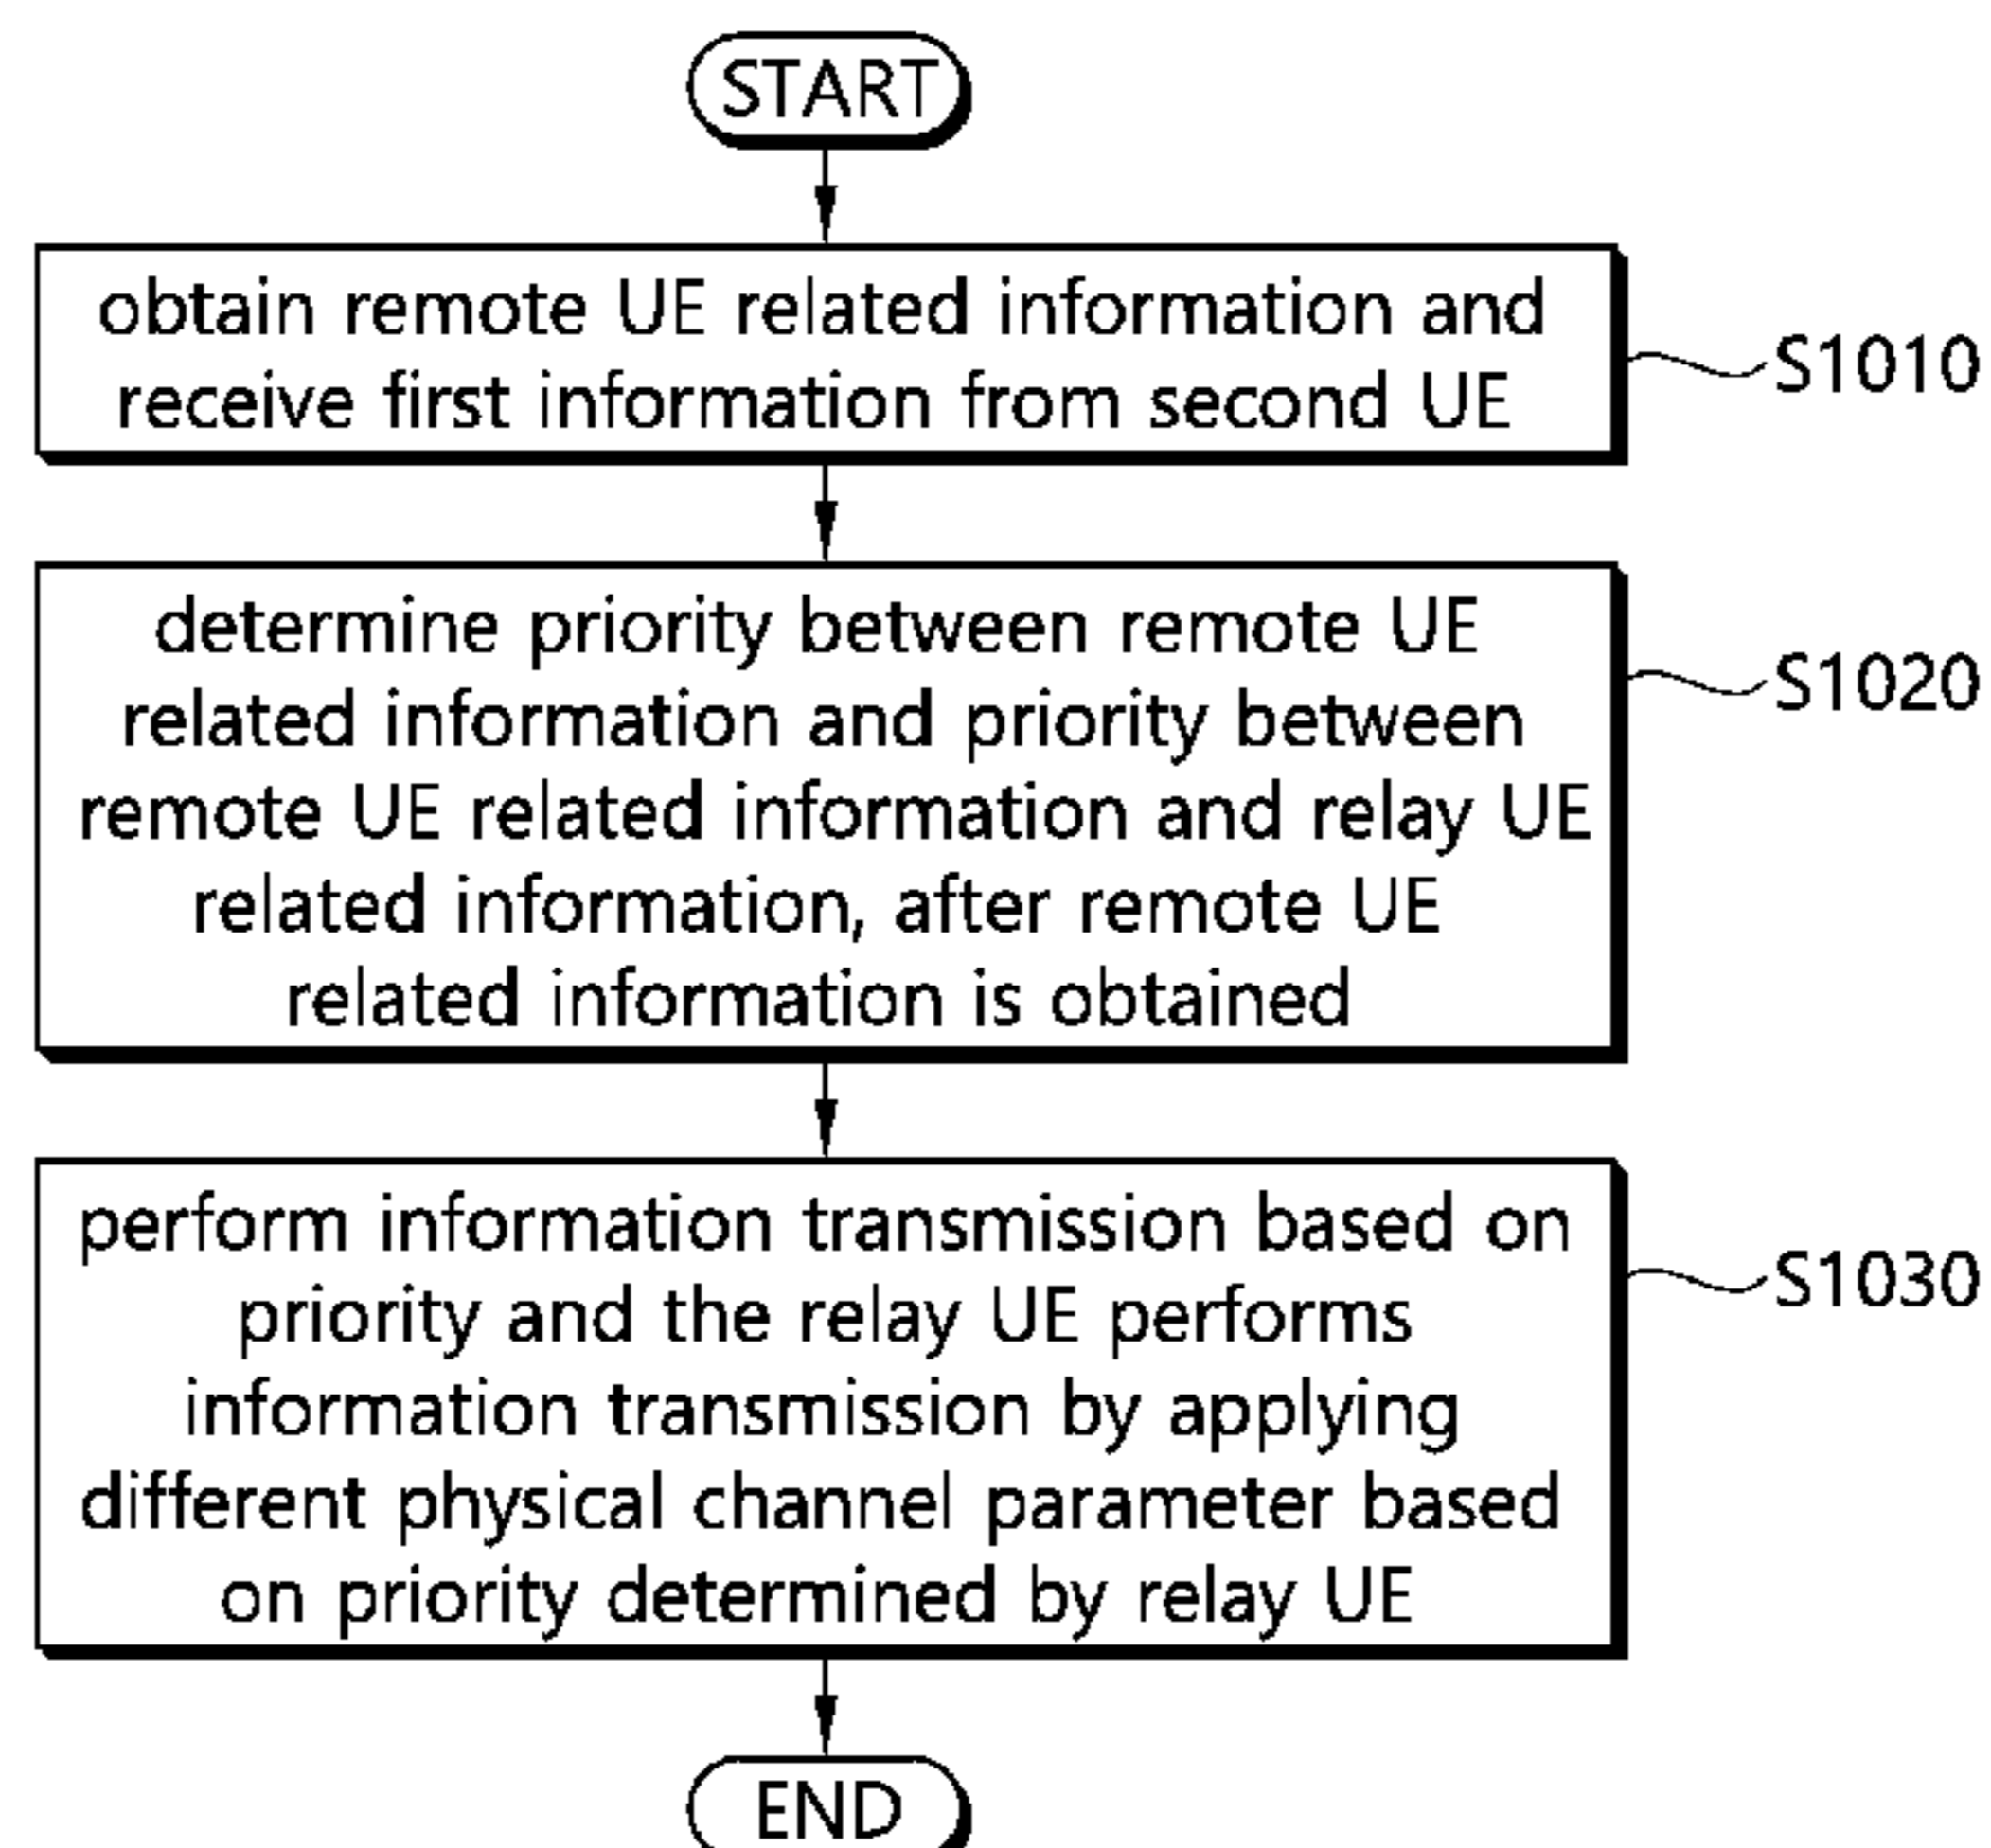 START
obtain remote UE related information and
receive first information from second UE
S1010
determine priority between remote UE
related information and priority between
remote UE related information and relay UE
related information, after remote UE
related information is obtained
S1020
perform information transmission based on
priority and the relay UE performs
information transmission by applying
different physical channel parameter based
on priority determined by relay UE
S1030
END